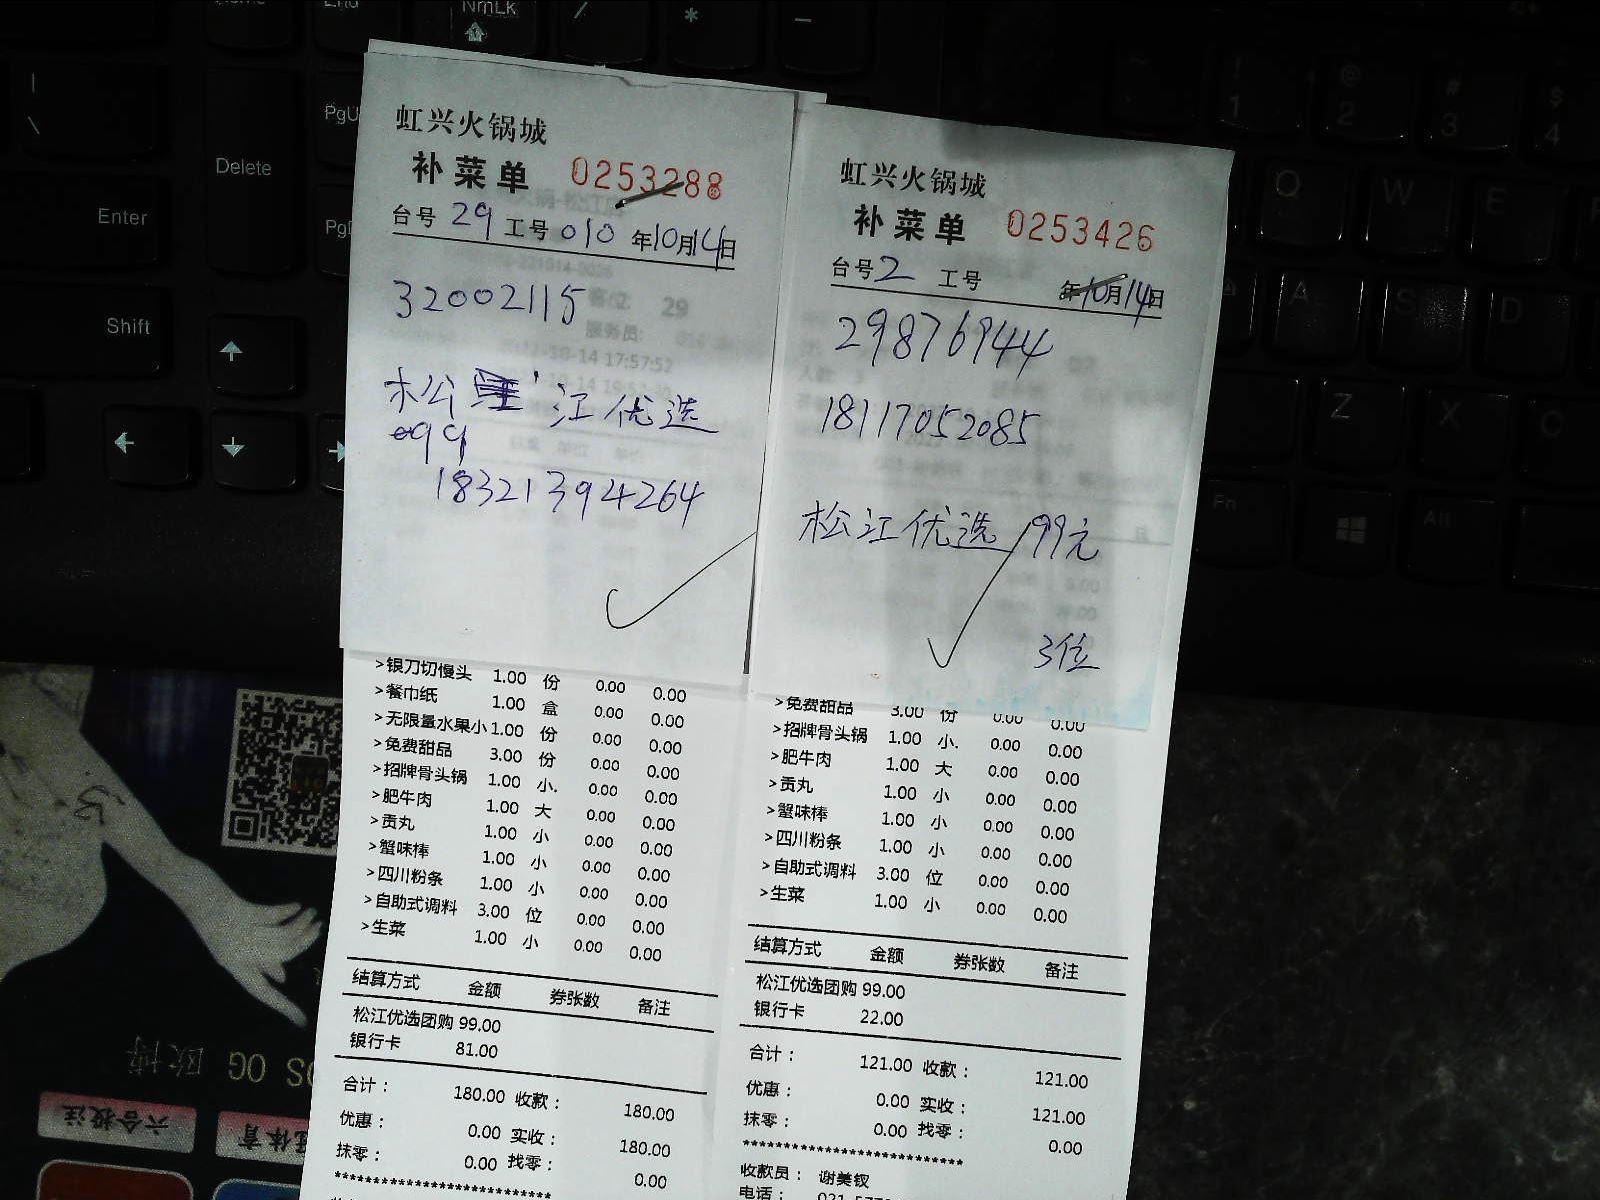 虹兴火锅城
补菜单 0253288
台号 29 工号 010 年10月14日
32002115
松 江优选
99
18321394264
>银刀切馒头 1.00 份 0.00 0.00
>餐巾纸 1.00 盒 0.00 0.00
>无限量水果小 1.00 份 0.00 0.00
>免费甜品 3.00 份 0.00 0.00
>招牌骨头锅 1.00 小. 0.00 0.00
>肥牛肉 1.00 大 0.00 0.00
>贡丸 1.00 小 0.00 0.00
>蟹味棒 1.00 小 0.00 0.00
>四川粉条 1.00 小 0.00 0.00
>自助式调料 3.00 位 0.00 0.00
>生菜 1.00 小 0.00 0.00
结算方式 金额 券张数 备注
松江优选团购 99.00
银行卡 81.00
合计： 180.00 收款： 180.00
优惠： 0.00 实收： 180.00
抹零： 0.00 找零： 0.00
****************************
虹兴火锅城
补菜单 0253426
台号 2 工号 年10月14日
29876944
18117052085
松江优选 99元
3位
>免费甜品 3.00 份 0.00 0.00
>招牌骨头锅 1.00 小. 0.00 0.00
>肥牛肉 1.00 大 0.00 0.00
>贡丸 1.00 小 0.00 0.00
>蟹味棒 1.00 小 0.00 0.00
>四川粉条 1.00 小 0.00 0.00
>自助式调料 3.00 位 0.00 0.00
>生菜 1.00 小 0.00 0.00
结算方式 金额 券张数 备注
松江优选团购 99.00
银行卡 22.00
合计： 121.00 收款： 121.00
优惠： 0.00 实收： 121.00
抹零： 0.00 找零： 0.00
****************************
收款员： 谢美钗
电话：
NmLk
PgU
Delete
Enter
Shift
Q W E
A S D
Z X C
Fn Alt
欧博
OG
六合投注